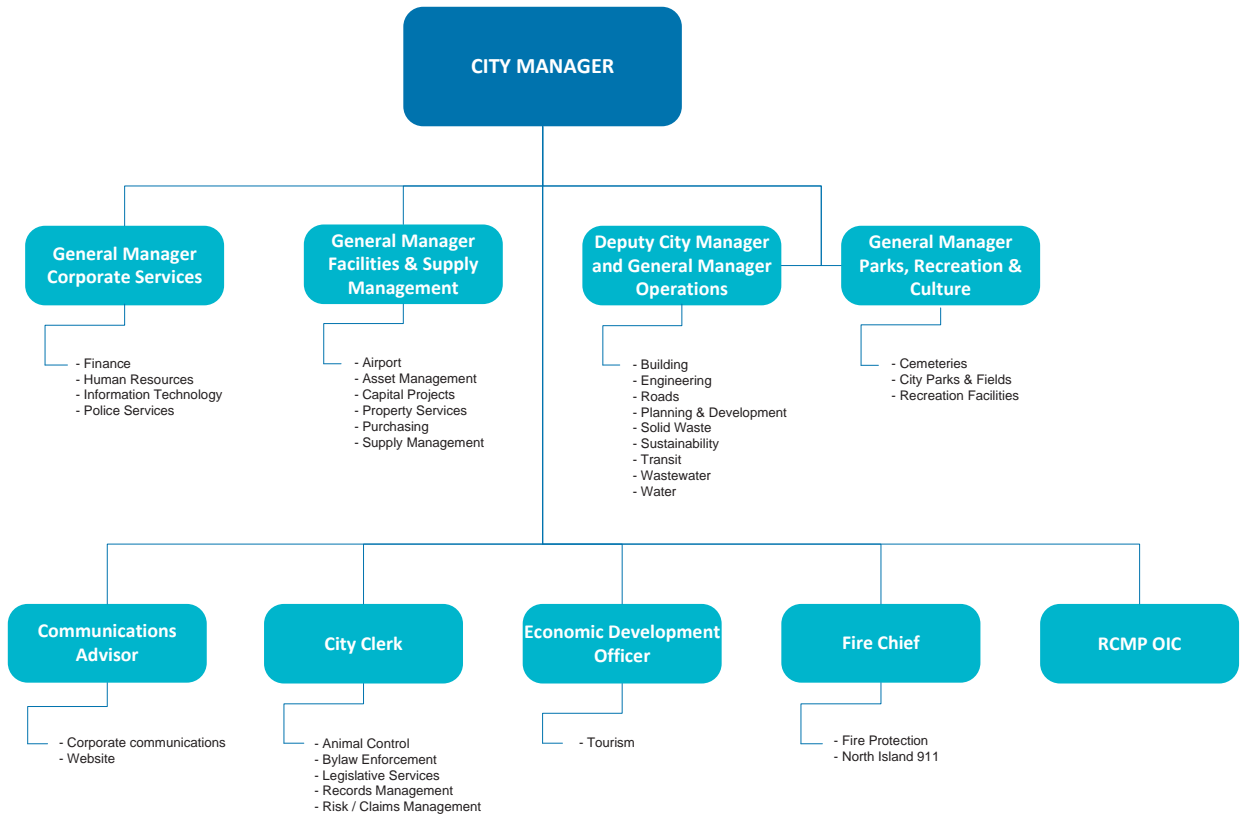 CITY MANAGER
General Manager
Corporate Services
- Finance
- Human Resources
- Information Technology
- Police Services
General Manager
Facilities & Supply
Management
- Airport
- Asset Management
- Capital Projects
- Property Services
- Purchasing
- Supply Management
Deputy City Manager
and General Manager
Operations
- Building
- Engineering
- Roads
- Planning & Development
- Solid Waste
- Sustainability
- Transit
- Wastewater
- Water
General Manager
Parks, Recreation &
Culture
- Cemeteries
- City Parks & Fields
- Recreation Facilities
Communications
Advisor
- Corporate communications
- Website
City Clerk
- Animal Control
- Bylaw Enforcement
- Legislative Services
- Records Management
- Risk / Claims Management
Economic Development
Officer
- Tourism
Fire Chief
- Fire Protection
- North Island 911
RCMP OIC